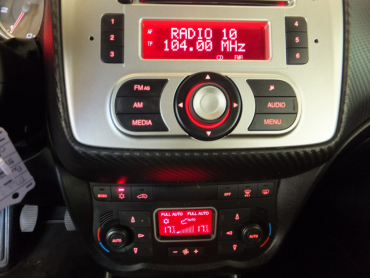 1 AF RADIO 10 4
2 TP 104.00 MHz 5
3 6
FM AS
AM AUDIO
MEDIA MENU
OFF
FULL AUTO FULL AUTO
AUTO AUTO